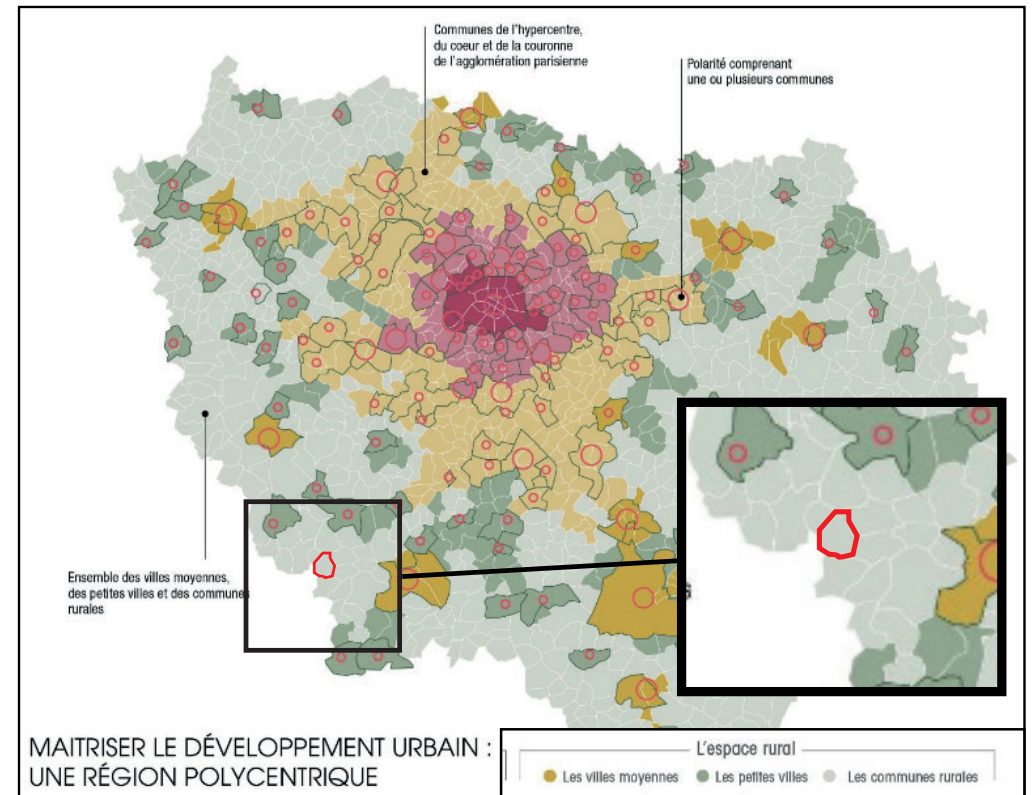 Communes de l'hypercentre,
du coeur et de la couronne
de l'agglomération parisienne
Polarité comprenant
une ou plusieurs communes
Ensemble des villes moyennes,
des petites villes et des communes
rurales
MAITRISER LE DÉVELOPPEMENT URBAIN :
UNE RÉGION POLYCENTRIQUE
L'espace rural
Les villes moyennes
Les petites villes
Les communes rurales